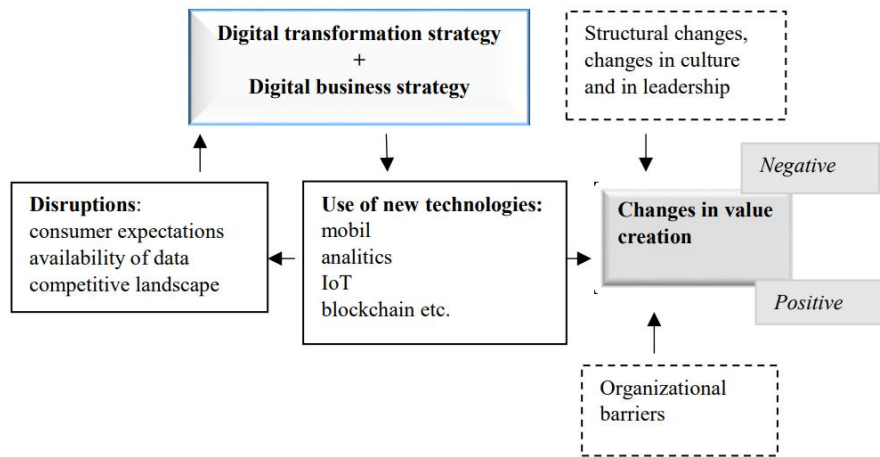 Digital transformation strategy
+
Digital business strategy
Structural changes,
changes in culture
and in leadership
Negative
Disruptions:
consumer expectations
availability of data
competitive landscape
Use of new technologies:
mobil
analitics
IoT
blockchain etc.
Changes in value
creation
Positive
Organizational
barriers